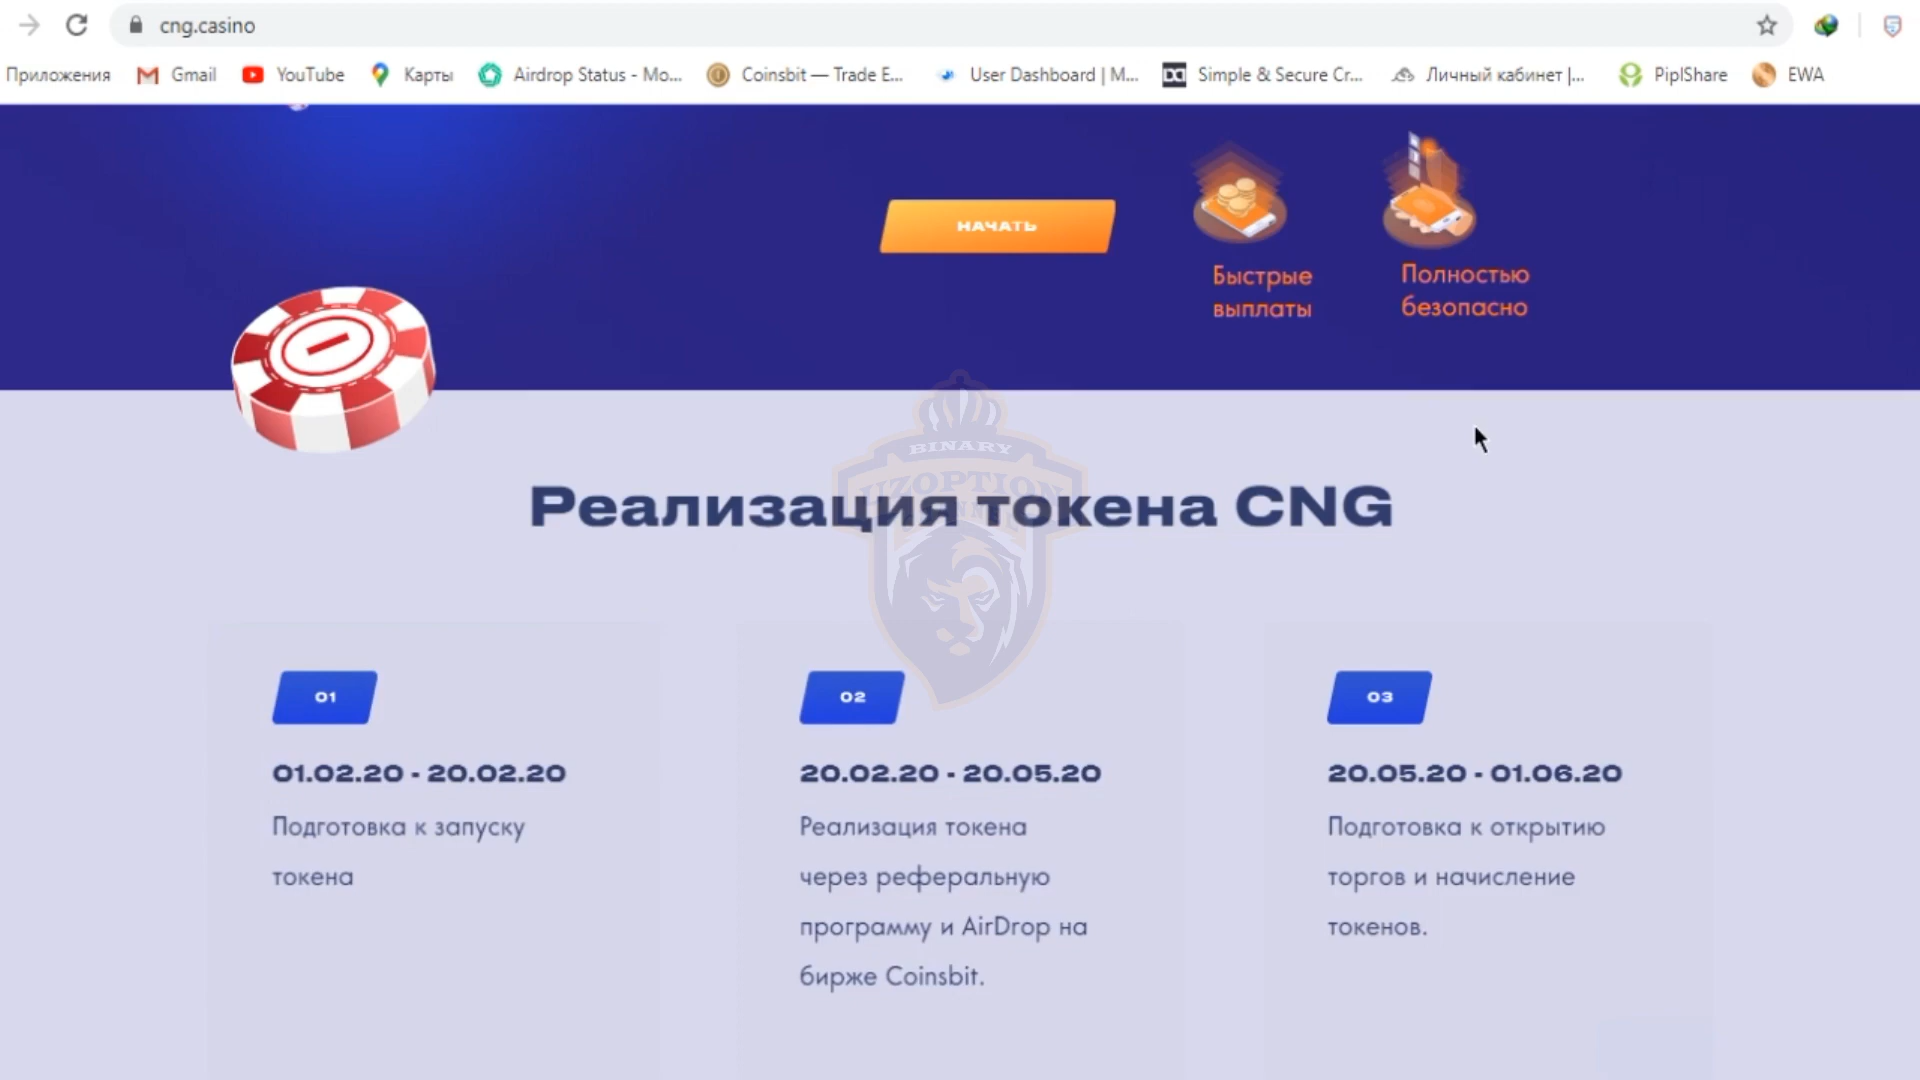 cng.casino
Приложения Gmail YouTube Карты Airdrop Status - Mo... Coinsbit — Trade E... User Dashboard | M... Simple & Secure Cr... Личный кабинет |... PiplShare EWA
НАЧАТЬ
Быстрые
выплаты
Полностью
безопасно
BINARY
UZOPTION
Реализация токена CNG
01
01.02.20 - 20.02.20
Подготовка к запуску
токена
02
20.02.20 - 20.05.20
Реализация токена
через реферальную
программу и AirDrop на
бирже Coinsbit.
03
20.05.20 - 01.06.20
Подготовка к открытию
торгов и начисление
токенов.